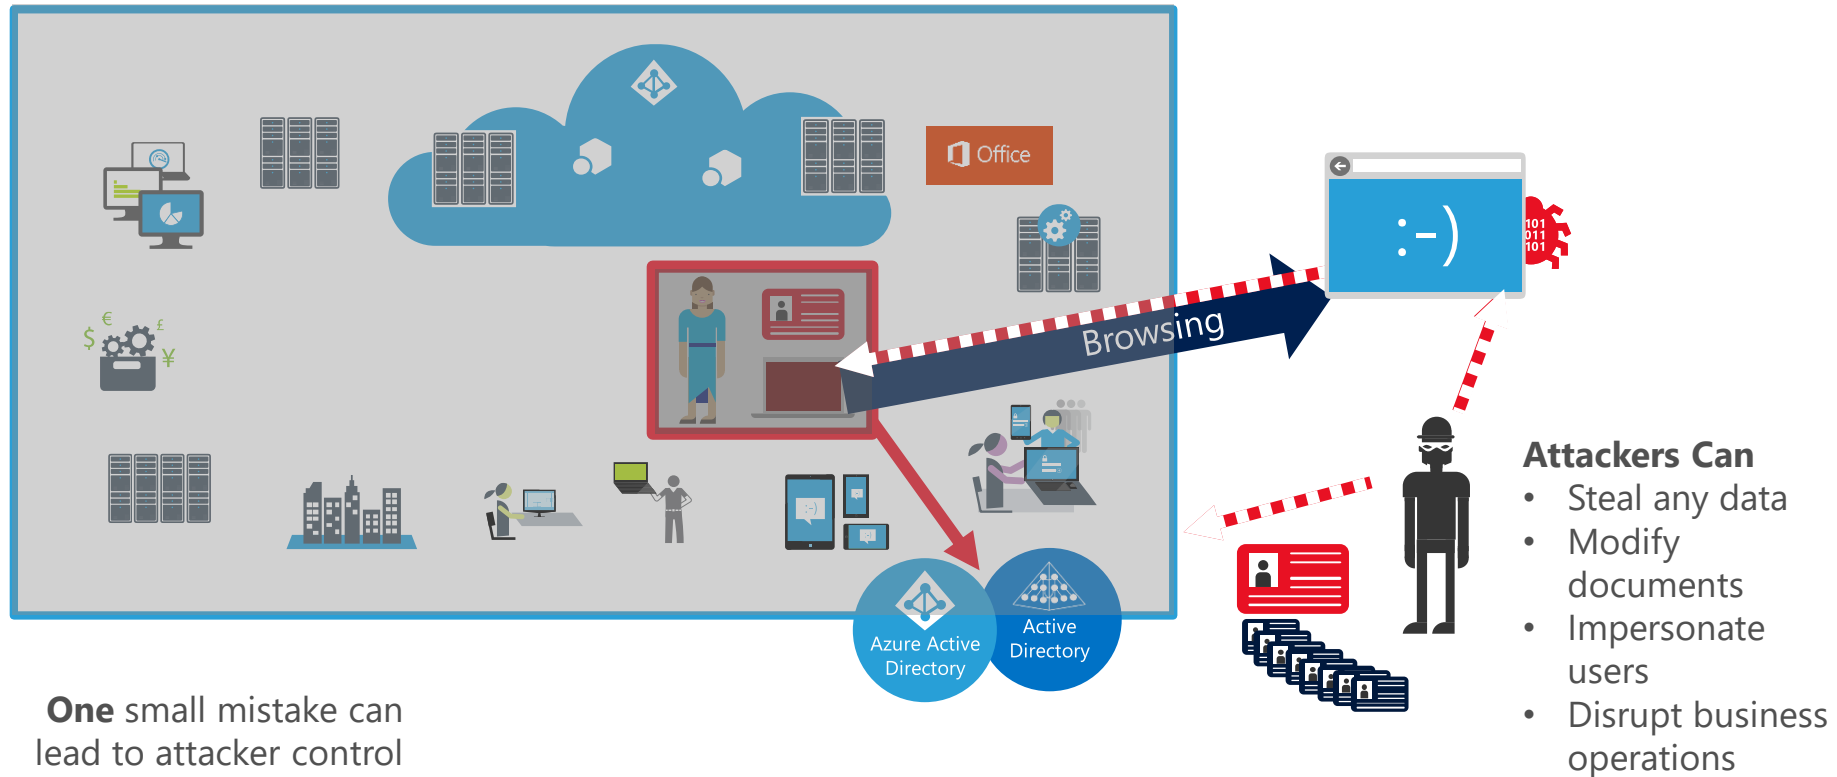 Office
:-)
101
011
101
Browsing
$
€
£
¥
:-)
:-)
:-)
Attackers Can
• Steal any data
• Modify
documents
• Impersonate
users
• Disrupt business
operations
Azure Active
Directory
Active
Directory
One small mistake can
lead to attacker control